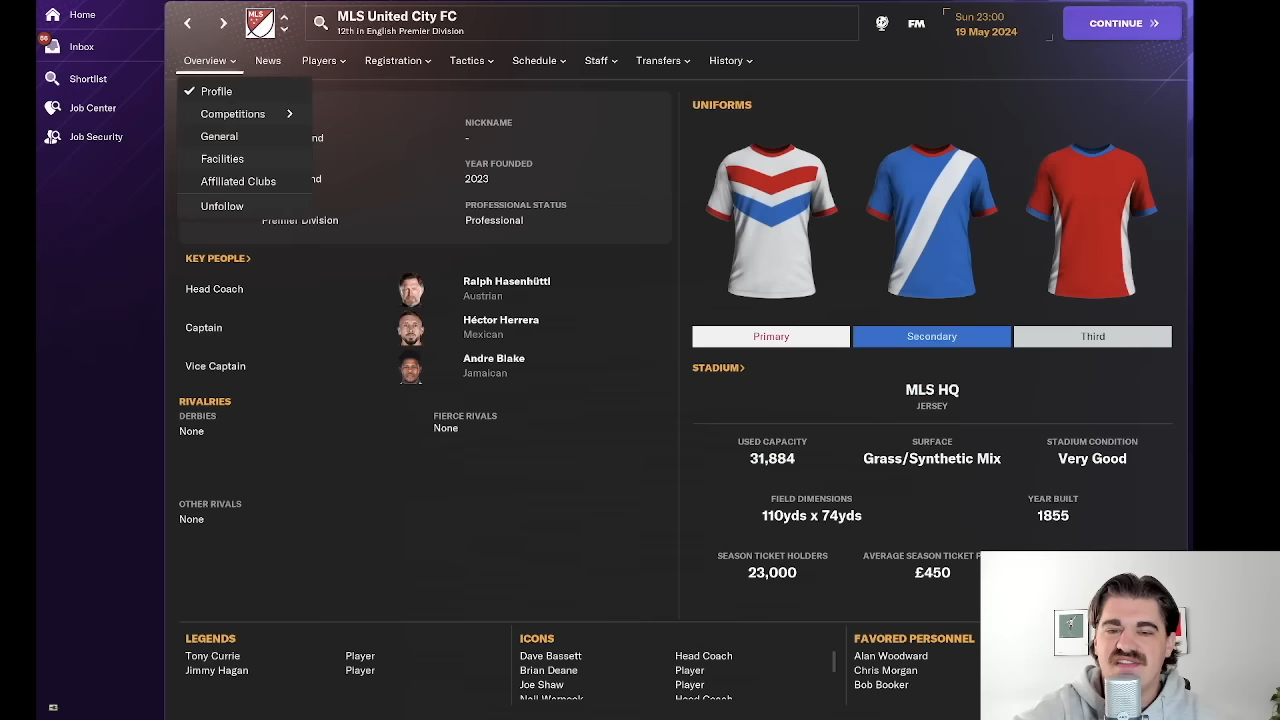 Home
Inbox
Shortlist
Job Center
Job Security
MLS
MLS United City FC
12th in English Premier Division
FM
Sun 23:00
19 May 2024
CONTINUE
Overview
News
Players
Registration
Tactics
Schedule
Staff
Transfers
History
Profile
Competitions
General
Facilities
Affiliated Clubs
Unfollow
Premier Division
NICKNAME
-
YEAR FOUNDED
2023
PROFESSIONAL STATUS
Professional
KEY PEOPLE>
Head Coach
Ralph Hasenhüttl
Austrian
Captain
Héctor Herrera
Mexican
Vice Captain
Andre Blake
Jamaican
RIVALRIES
DERBIES
None
FIERCE RIVALS
None
OTHER RIVALS
None
UNIFORMS
Primary
Secondary
Third
STADIUM>
MLS HQ
JERSEY
USED CAPACITY
31,884
SURFACE
Grass/Synthetic Mix
STADIUM CONDITION
Very Good
FIELD DIMENSIONS
110yds x 74yds
YEAR BUILT
1855
SEASON TICKET HOLDERS
23,000
AVERAGE SEASON TICKET
£450
LEGENDS
Tony Currie Player
Jimmy Hagan Player
ICONS
Dave Bassett Head Coach
Brian Deane Player
Joe Shaw Player
Neil Warnock Head Coach
FAVORED PERSONNEL
Alan Woodward
Chris Morgan
Bob Booker